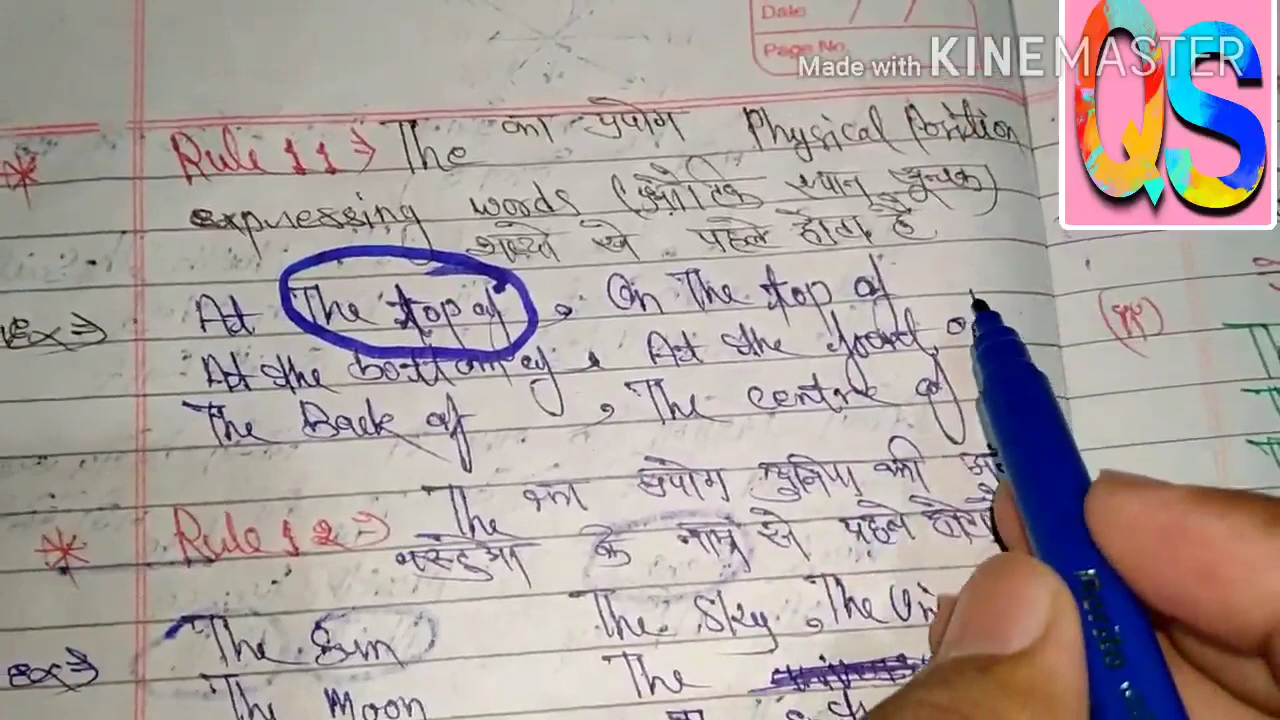 Date / /
Page No.
Made with KINEMASTER
QS
* Rule 11 ⇒ The का प्रयोग Physical Position
expressing words (भौतिक स्थान सूचक)
शब्दो से पहले होता है
Ex ⇒ At The top of, On The top of
At the bottom of, At the
The Back of, The centre of
* Rule 12 ⇒ The का प्रयोग दुनिया की
वस्तुओ के नाम से पहले
Ex ⇒ The Sun The Sky, The Uni
The Moon The